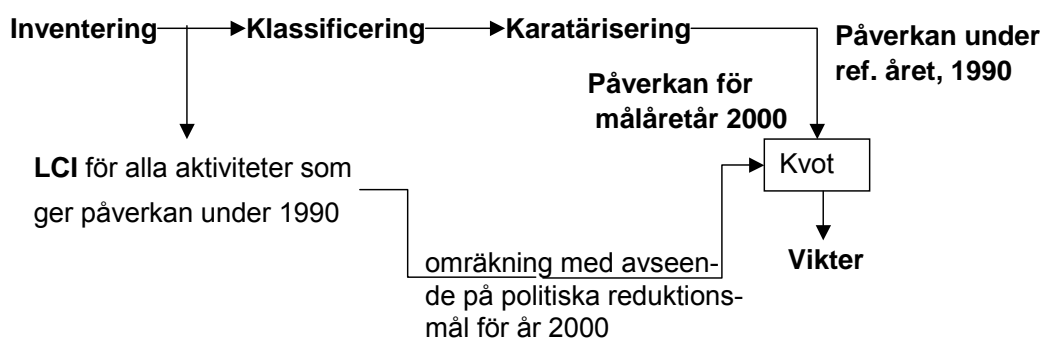 Inventering Klassificering Karatärisering
Påverkan under
ref. året, 1990
Påverkan för
målåretår 2000
Kvot
LCI för alla aktiviteter som
ger påverkan under 1990
Vikter
omräkning med avseen-
de på politiska reduktions-
mål för år 2000